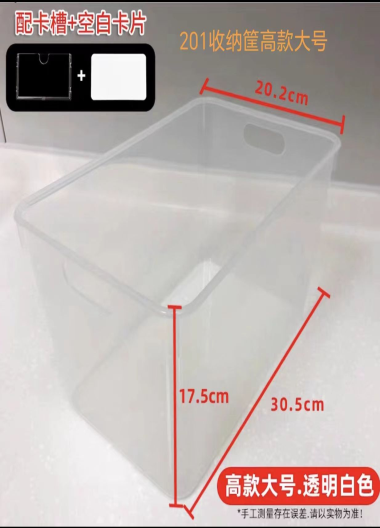 配卡槽+空白卡片
201收纳筐高款大号
+
20.2cm
17.5cm
30.5cm
高款大号.透明白色
*手工测量存在误差.请以实物为准!